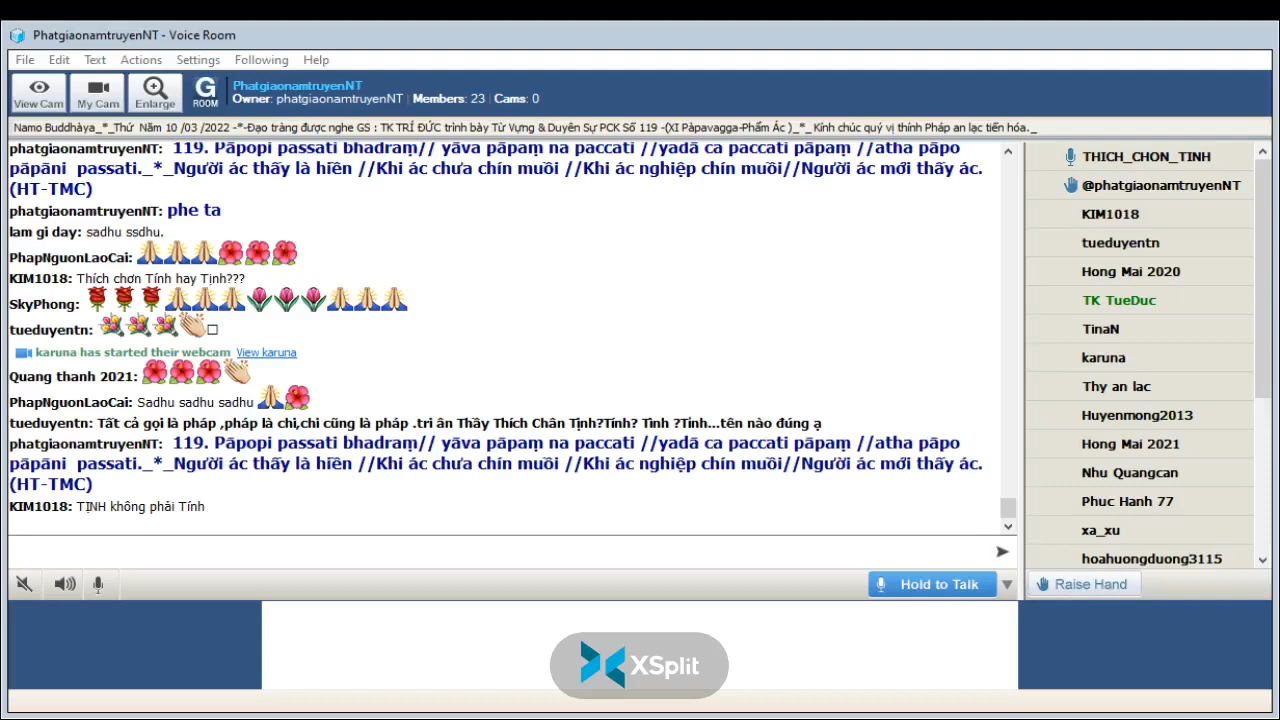 PhatgiaonamtruyenNT - Voice Room
File Edit Text Actions Settings Following Help
View Cam My Cam Enlarge G ROOM
PhatgiaonamtruyenNT
Owner: phatgiaonamtruyenNT | Members: 23 | Cams: 0
Namo Buddhàya_*_Thứ Năm 10 /03 /2022 -*-Đạo tràng được nghe GS : TK TRÍ ĐỨC trình bày Từ Vựng & Duyên Sự PCK Số 119 -(XI Pàpavagga-Phẩm Ác )_*_ Kính chúc quý vị thính Pháp an lạc tiến hóa._
phatgiaonamtruyenNT: 119. Pāpopi passati bhadraṃ// yāva pāpaṃ na paccati //yadā ca paccati pāpaṃ //atha pāpo
pāpāni passati._*_Người ác thấy là hiền //Khi ác chưa chín muồi //Khi ác nghiệp chín muồi//Người ác mới thấy ác.
(HT-TMC)
phatgiaonamtruyenNT: phe ta
lam gi day: sadhu ssdhu.
PhapNguonLaoCai:
KIM1018: Thích chơn Tính hay Tịnh???
SkyPhong:
tueduyentn:
karuna has started their webcam View karuna
Quang thanh 2021:
PhapNguonLaoCai: Sadhu sadhu sadhu
tueduyentn: Tất cả gọi là pháp ,pháp là chi,chi cũng là pháp .tri ân Thầy Thích Chân Tịnh?Tính? Tình ?Tỉnh...tên nào đúng ạ
phatgiaonamtruyenNT: 119. Pāpopi passati bhadraṃ// yāva pāpaṃ na paccati //yadā ca paccati pāpaṃ //atha pāpo
pāpāni passati._*_Người ác thấy là hiền //Khi ác chưa chín muồi //Khi ác nghiệp chín muồi//Người ác mới thấy ác.
(HT-TMC)
KIM1018: TỊNH không phải Tính
THICH_CHON_TINH
@phatgiaonamtruyenNT
KIM1018
tueduyentn
Hong Mai 2020
TK TueDuc
TinaN
karuna
Thy an lac
Huyenmong2013
Hong Mai 2021
Nhu Quangcan
Phuc Hanh 77
xa_xu
hoahuongduong3115
Hold to Talk
Raise Hand
XSplit